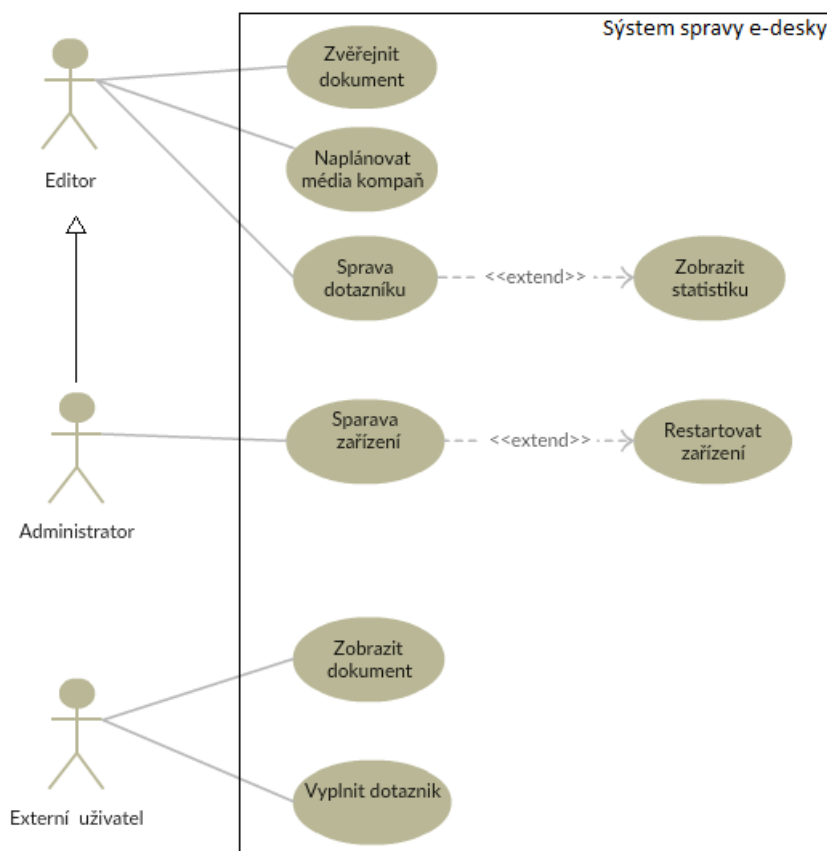 Sýstem spravy e-desky
Zvěřejnit
dokument
Editor
Naplánovat
média kompaň
Sprava
dotazníku
<<extend>>
Zobrazit
statistiku
Sparava
zařízení
<<extend>>
Restartovat
zařízení
Administrator
Zobrazit
dokument
Externí uživatel
Vyplnit dotaznik